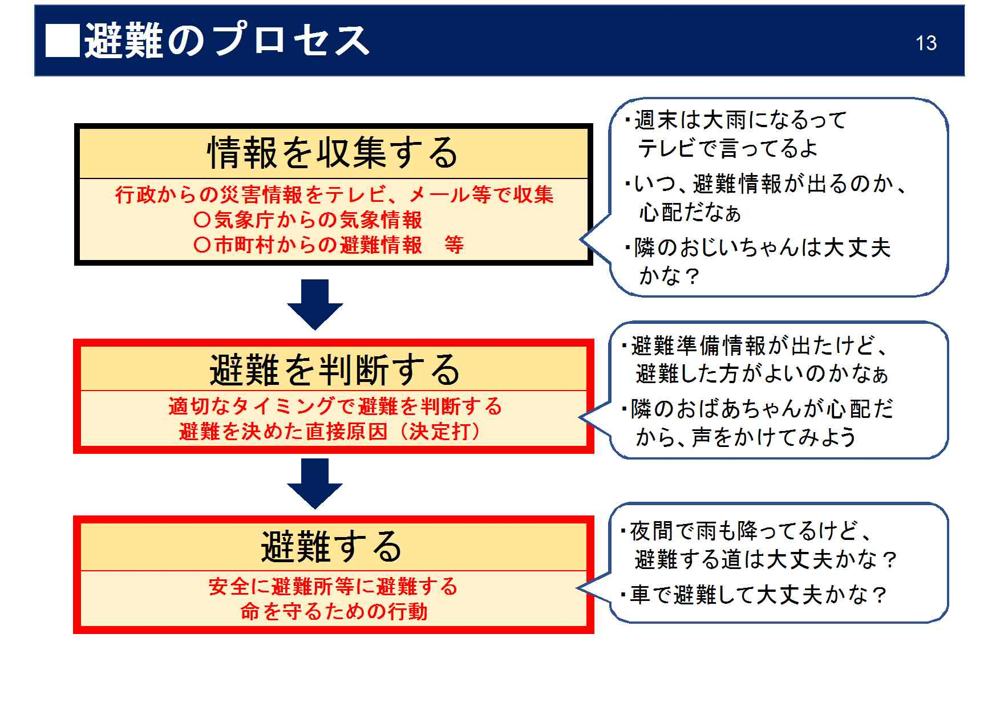 ■避難のプロセス
13
情報を収集する
行政からの災害情報をテレビ、メール等で収集
〇気象庁からの気象情報
〇市町村からの避難情報　等
・週末は大雨になるって
テレビで言ってるよ
・いつ、避難情報が出るのか、
心配だなぁ
・隣のおじいちゃんは大丈夫
かな？
避難を判断する
適切なタイミングで避難を判断する
避難を決めた直接原因（決定打）
・避難準備情報が出たけど、
避難した方がよいのかなぁ
・隣のおばあちゃんが心配だ
から、声をかけてみよう
避難する
安全に避難所等に避難する
命を守るための行動
・夜間で雨も降ってるけど、
避難する道は大丈夫かな？
・車で避難して大丈夫かな？